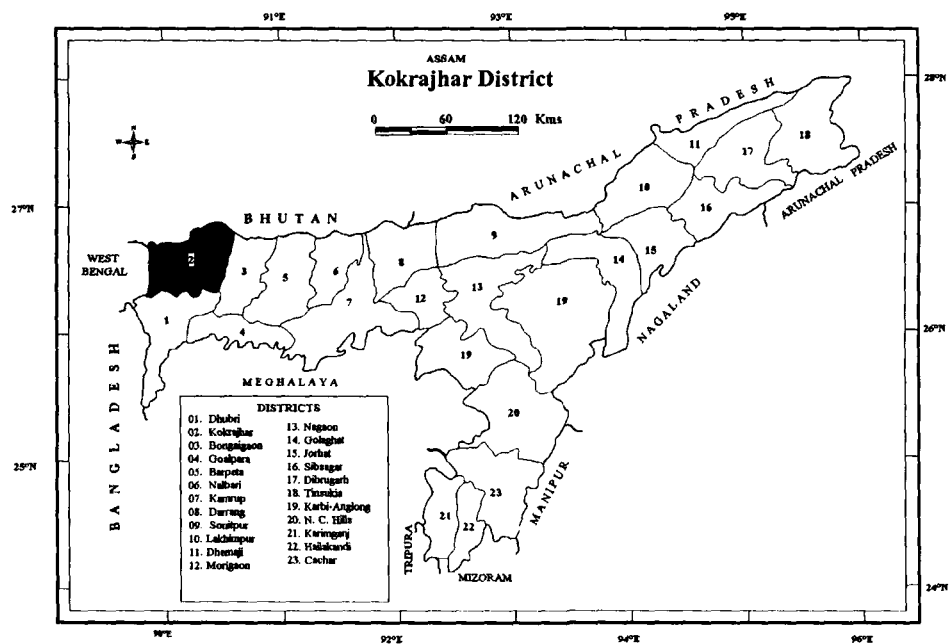 91°E 93°E 95°E
ASSAM
Kokrajhar District
0 60 120 Kms
N
W E
S
28°N 28°N
27°N
26°N
25°N
24°N
ARUNACHAL PRADESH
ARUNACHAL PRADESH
BHUTAN
WEST
BENGAL
BANGLADESH
MEGHALAYA
NAGALAND
MANIPUR
TRIPURA
MIZORAM
1
2
3
4
5
6
7
8
9
10
11
12
13
14
15
16
17
18
19
19
20
21
22
23
DISTRICTS
01. Dhubri
02. Kokrajhar
03. Bongaigaon
04. Goalpara
05. Barpeta
06. Nalbari
07. Kamrup
08. Darrang
09. Sonitpur
10. Lakhimpur
11. Dhemaji
12. Morigaon
13. Nagaon
14. Golaghat
15. Jorhat
16. Sibsagar
17. Dibrugarh
18. Tinsukia
19. Karbi-Anglong
20. N. C. Hills
21. Karimganj
22. Hailakandi
23. Cachar
90°E 92°E 94°E 96°E